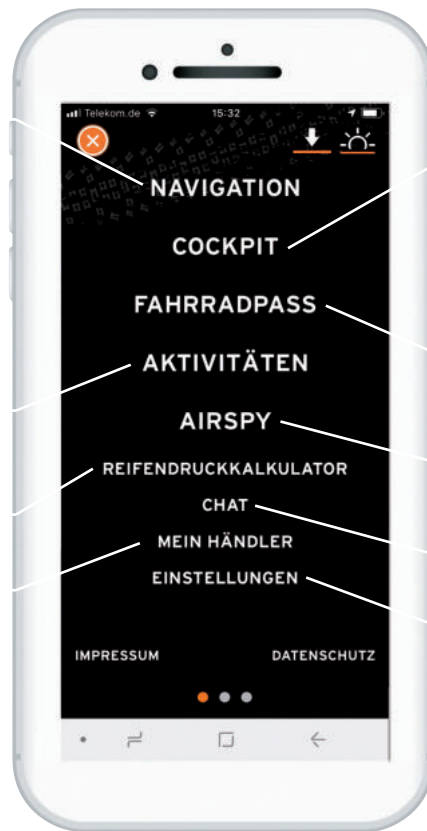 Telekom.de 15:32
NAVIGATION
COCKPIT
FAHRRADPASS
AKTIVITÄTEN
AIRSPY
REIFENDRUCKKALKULATOR
CHAT
MEIN HÄNDLER
EINSTELLUNGEN
IMPRESSUM DATENSCHUTZ